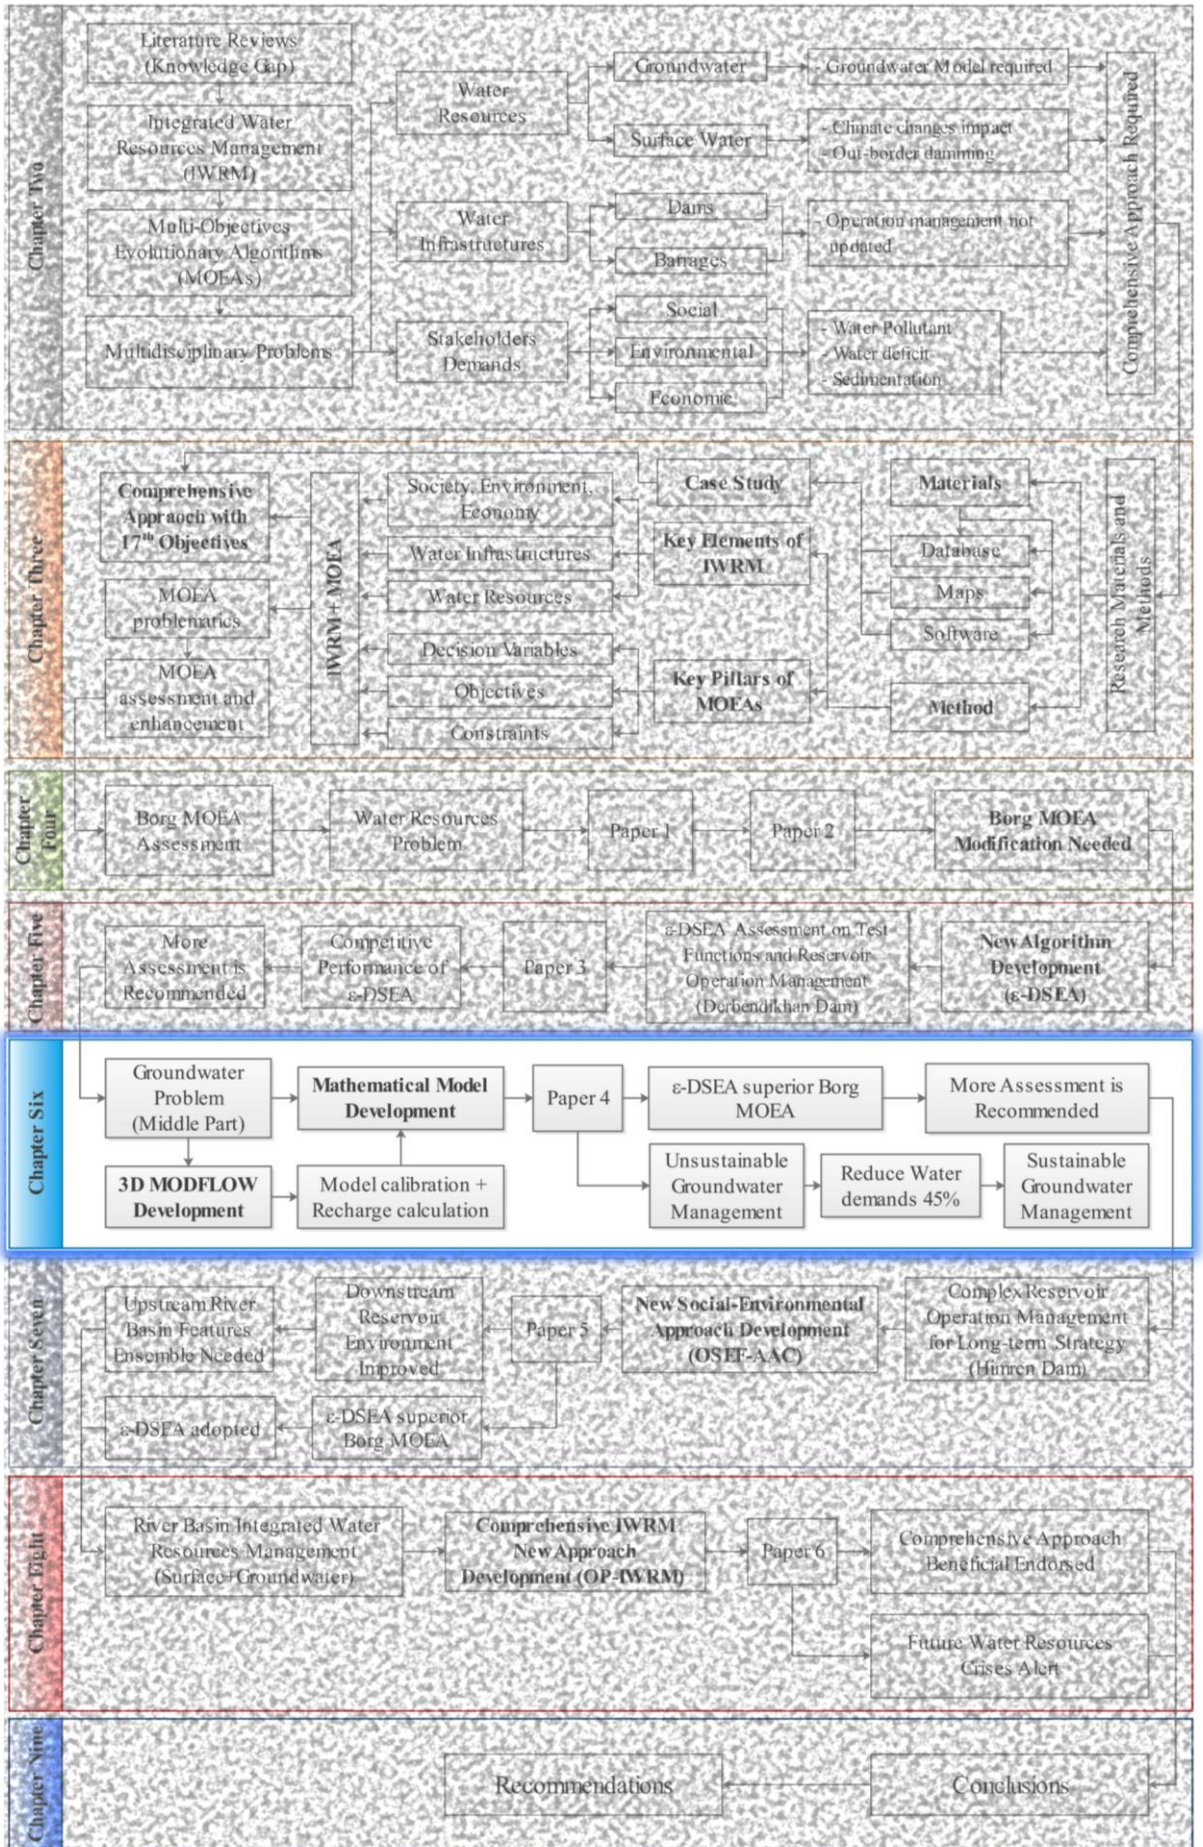 Chapter Two
Literature Reviews
(Knowledge Gap)
Integrated Water
Resources Management
(IWRM)
Multi-Objectives
Evolutionary Algorithms
(MOEAs)
Multidisciplinary Problems
Water
Resources
Water
Infrastructures
Stakeholders
Demands
Groundwater
Surface Water
Dams
Barrages
Social
Environmental
Economic
- Groundwater Model required
- Climate changes impact
- Out-border damming
- Operation management not
updated
- Water Pollutant
- Water deficit
- Sedimentation
Comprehensive Approach Required
Chapter Three
Comprehensive
Appraoch with
17th Objectives
MOEA
problematics
MOEA
assessment and
enhancement
IWRM+ MOEA
Society, Environment,
Economy
Water Infrastructures
Water Resources
Decision Variables
Objectives
Constraints
Case Study
Key Elements of
IWRM
Key Pillars of
MOEAs
Materials
Database
Maps
Software
Method
Research Materials and
Methods
Chapter
Four
Borg MOEA
Assessment
Water Resources
Problem
Paper 1
Paper 2
Borg MOEA
Modification Needed
Chapter Five
More
Assessment is
Recommended
Competitive
Performance of
ε-DSEA
Paper 3
ε-DSEA Assessment on Test
Functions and Reservoir
Operation Management
(Derbendikhan Dam)
New Algorithm
Development
(ε-DSEA)
Chapter Six
Groundwater
Problem
(Middle Part)
Mathematical Model
Development
Paper 4
ε-DSEA superior Borg
MOEA
More Assessment is
Recommended
3D MODFLOW
Development
Model calibration +
Recharge calculation
Unsustainable
Groundwater
Management
Reduce Water
demands 45%
Sustainable
Groundwater
Management
Chapter Seven
Upstream River
Basin Features
Ensemble Needed
Downstream
Reservoir
Environment
Improved
Paper 5
New Social-Environmental
Approach Development
(OSEF-AAC)
Complex Reservoir
Operation Management
for Long-term Strategy
(Himren Dam)
ε-DSEA adopted
ε-DSEA superior
Borg MOEA
Chapter Eight
River Basin Integrated Water
Resources Management
(Surface+Groundwater)
Comprehensive IWRM
New Approach
Development (OP-IWRM)
Paper 6
Comprehensive Approach
Beneficial Endorsed
Future Water Resources
Crises Alert
Chapter Nine
Recommendations
Conclusions